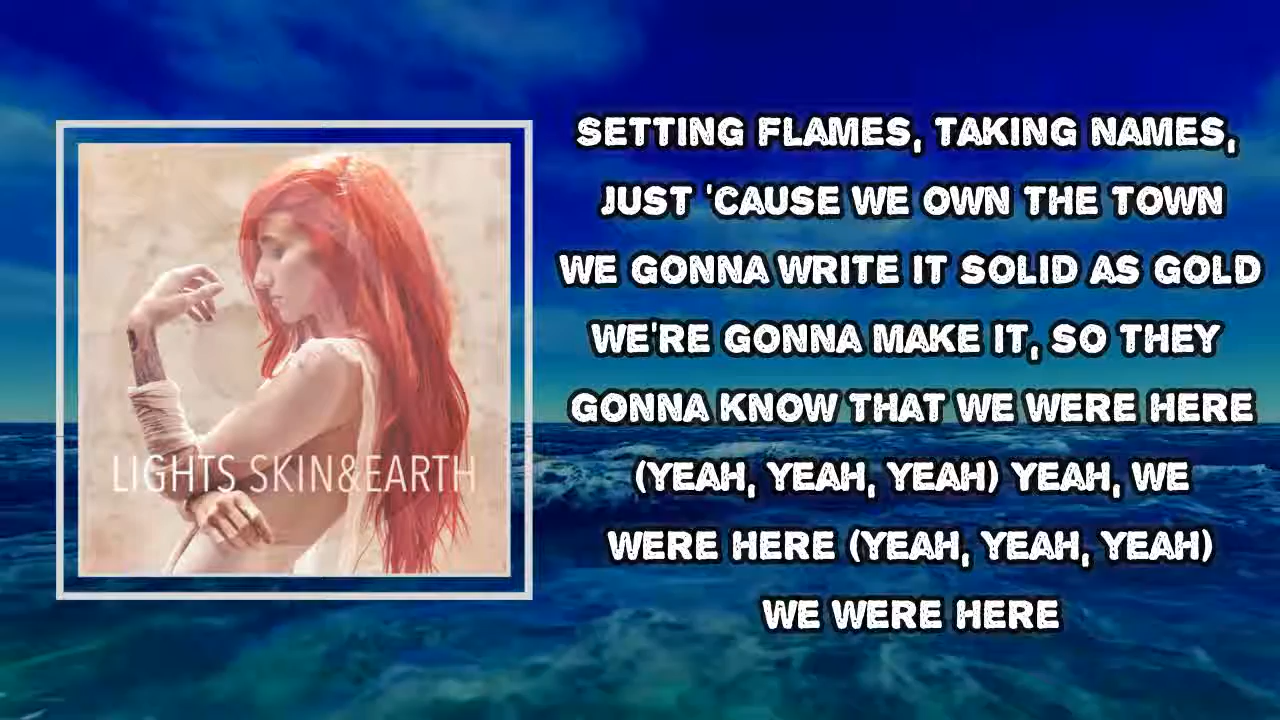 LIGHTS SKIN&EARTH
SETTING FLAMES, TAKING NAMES,
JUST 'CAUSE WE OWN THE TOWN
WE GONNA WRITE IT SOLID AS GOLD
WE'RE GONNA MAKE IT, SO THEY
GONNA KNOW THAT WE WERE HERE
(YEAH, YEAH, YEAH) YEAH, WE
WERE HERE (YEAH, YEAH, YEAH)
WE WERE HERE